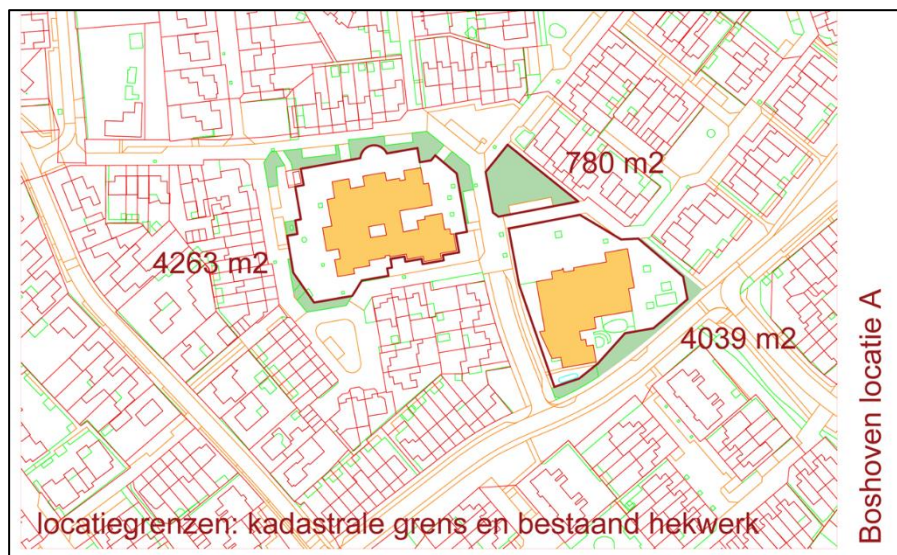 780 m2
4263 m2
4039 m2
locatiegrenzen: kadastrale grens en bestaand hekwerk
Boshoven locatie A